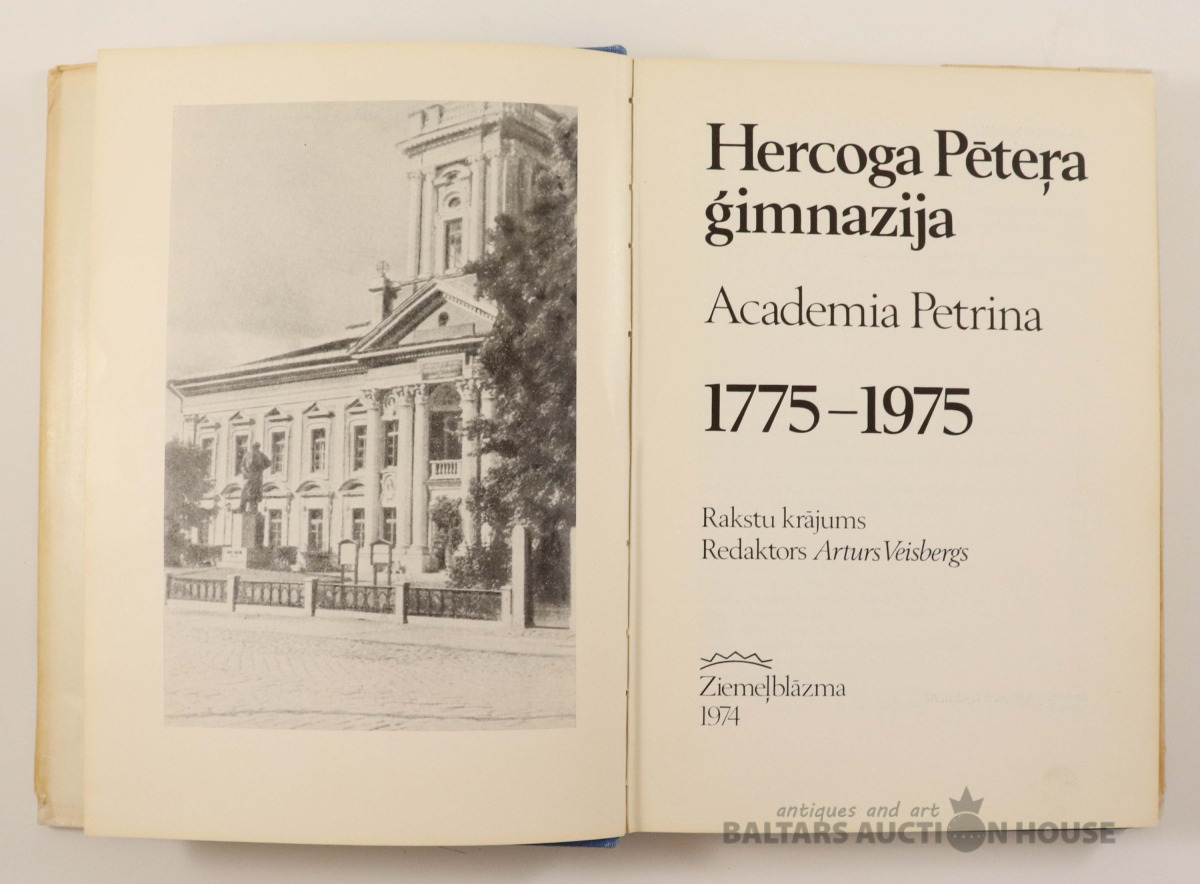 Hercoga Pēteŗa
ģimnazija
Academia Petrina
1775–1975
Rakstu krājums
Redaktors Arturs Veisbergs
Ziemeļblāzma
1974
antiques and art
BALTARS AUCTION HOUSE